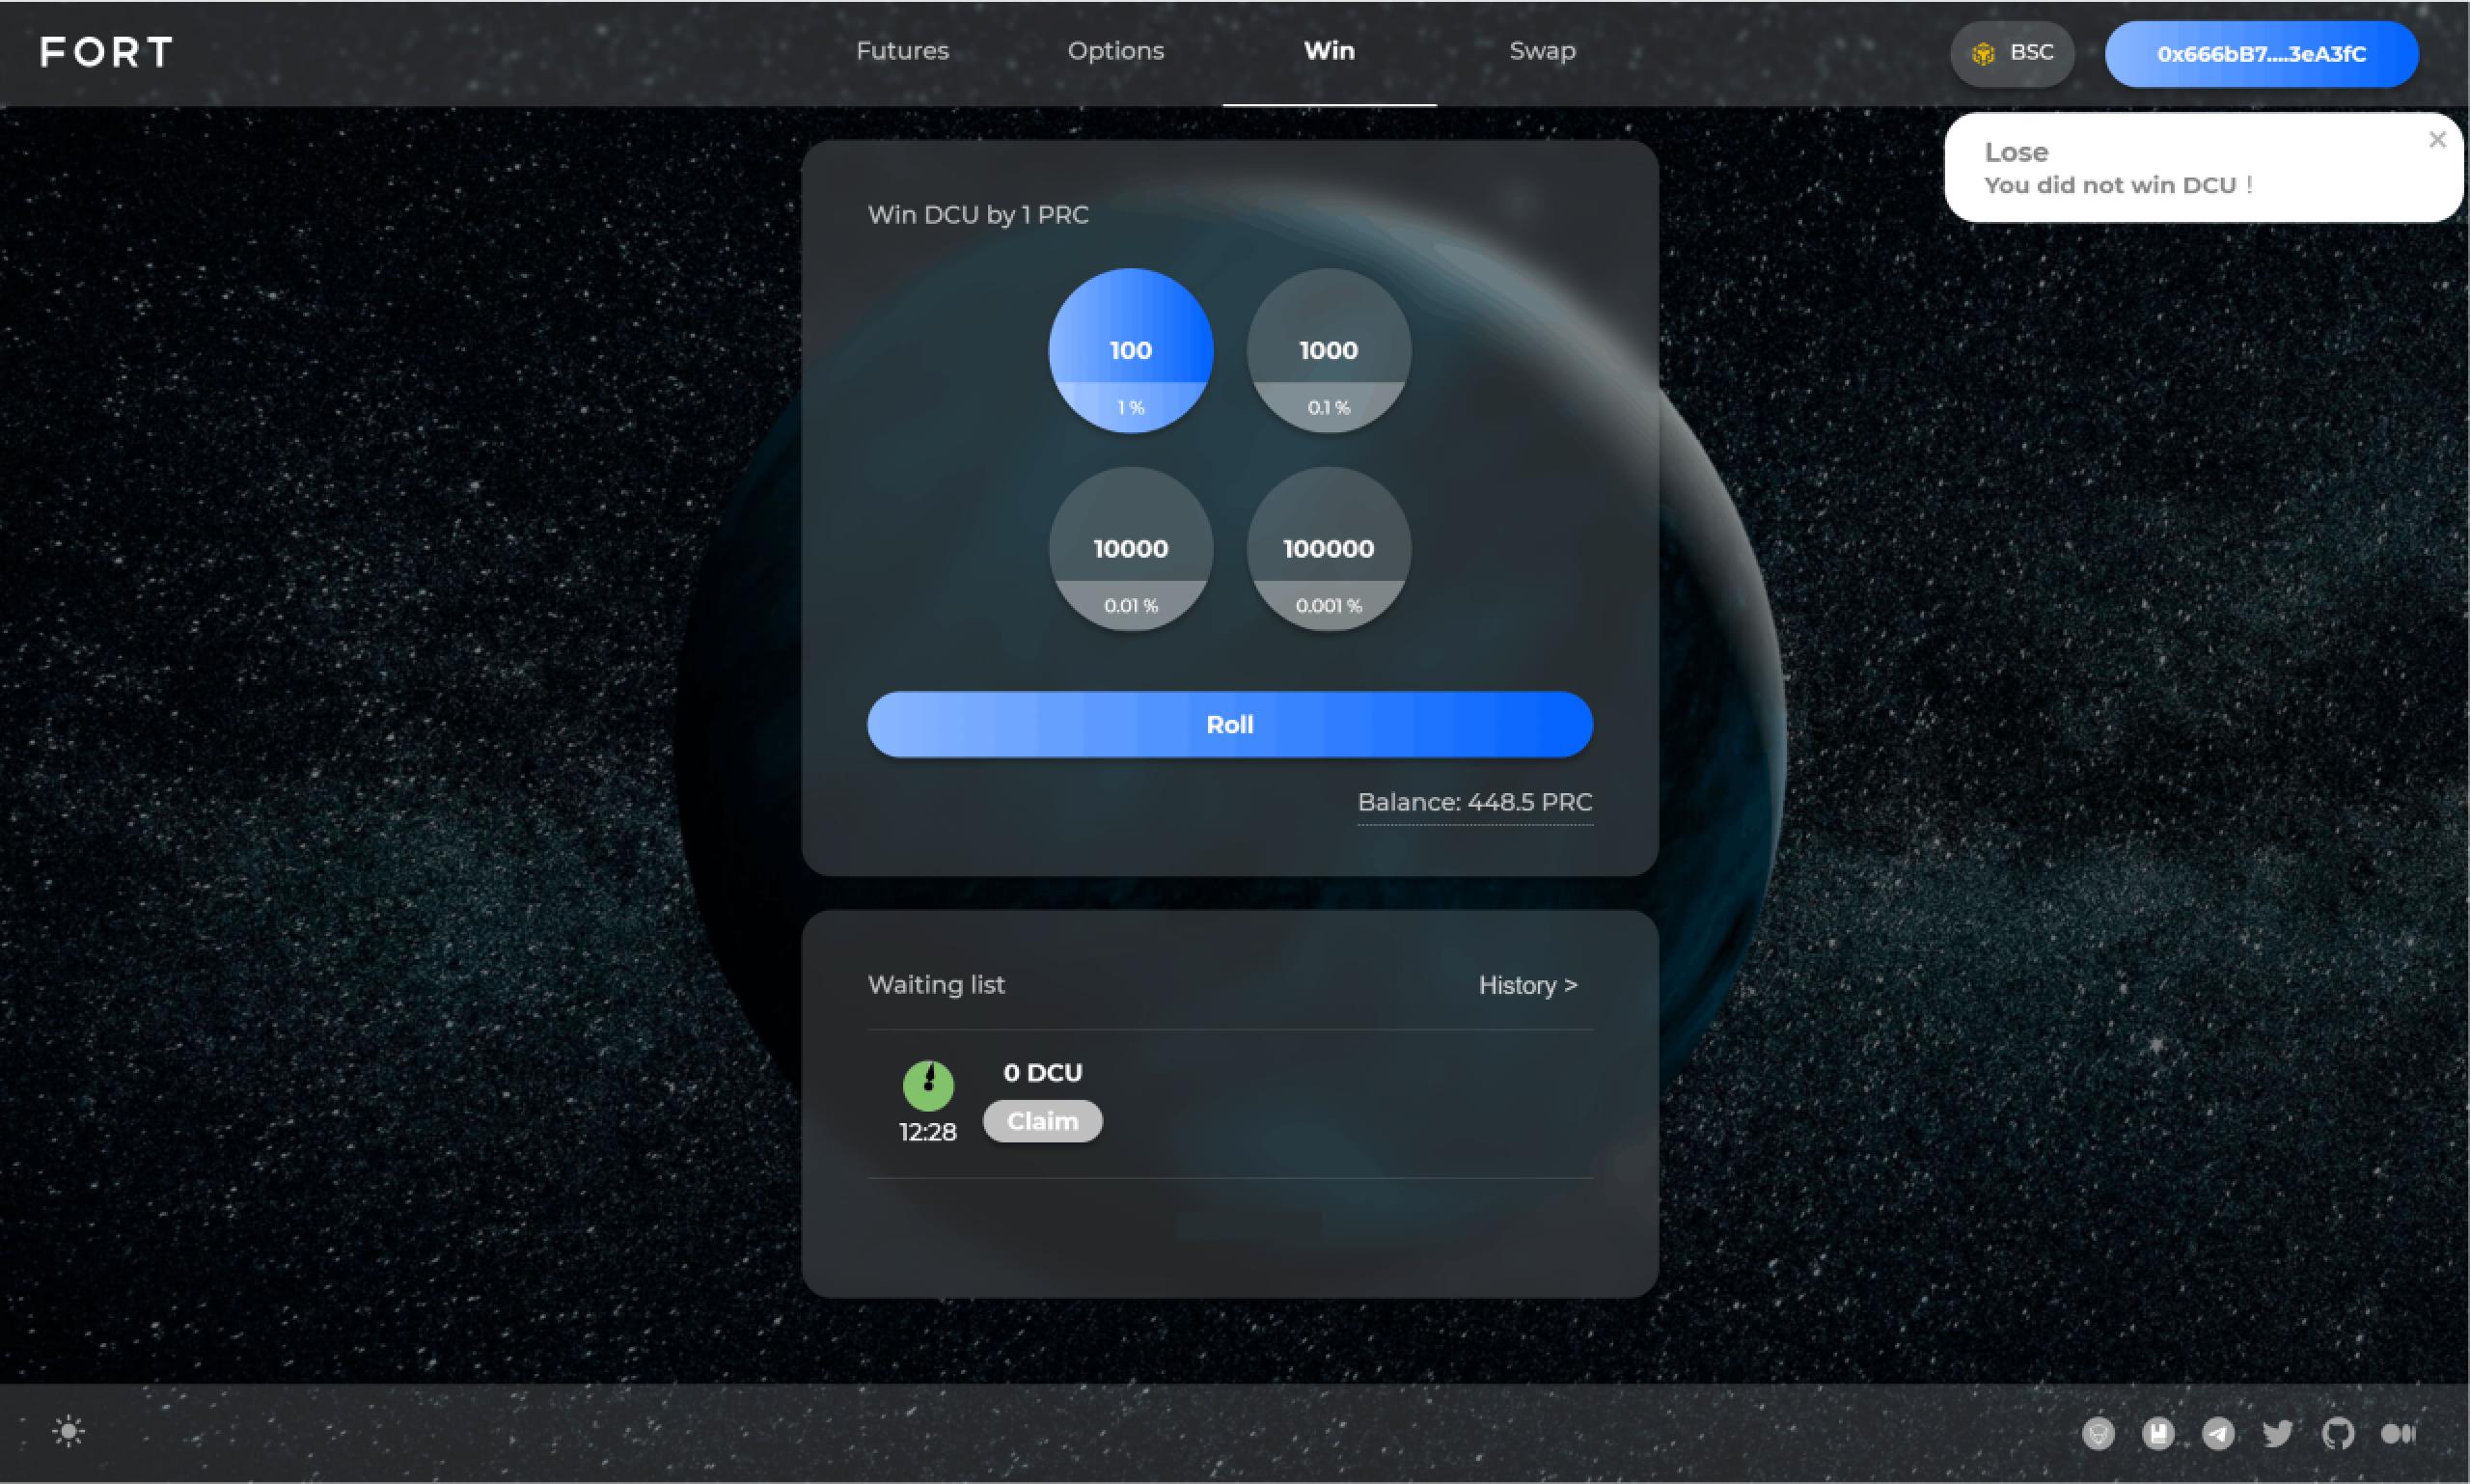 FORT
Futures
Options
Win
Swap
BSC
0x666bB7....3eA3fC
Lose
You did not win DCU！
Win DCU by 1 PRC
100
1 %
1000
0.1 %
10000
0.01 %
100000
0.001 %
Roll
Balance: 448.5 PRC
Waiting list
History >
0 DCU
12:28
Claim